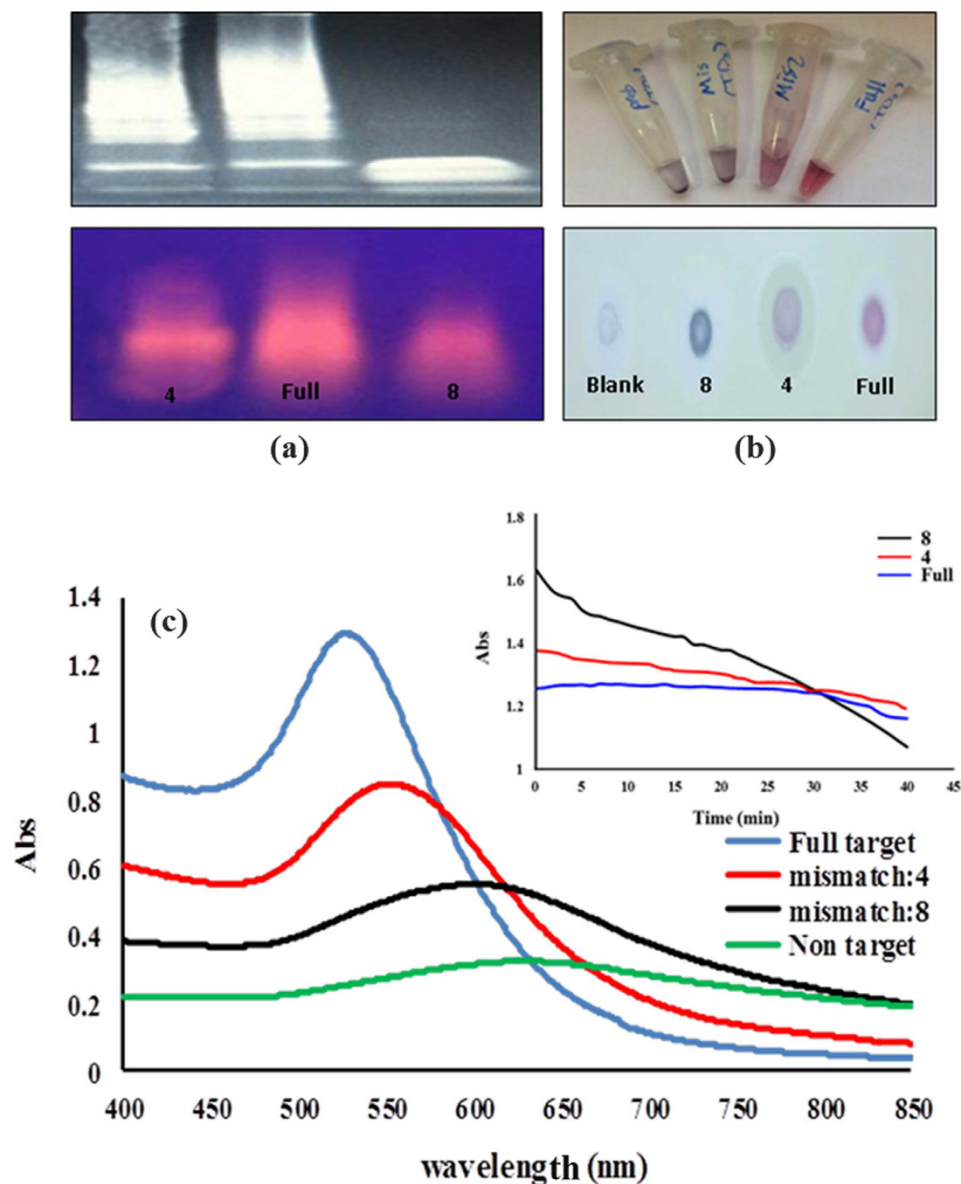 Mis
Mis2
Full
4 Full 8
Blank 8 4 Full
(a) (b)
(c)
1.8
1.6
1.4
1.2
1
Abs
0 5 10 15 20 25 30 35 40 45
Time (min)
8
4
Full
1.4
1.2
1
0.8
0.6
0.4
0.2
0
Abs
Full target
mismatch:4
mismatch:8
Non target
400 450 500 550 600 650 700 750 800 850
wavelength (nm)